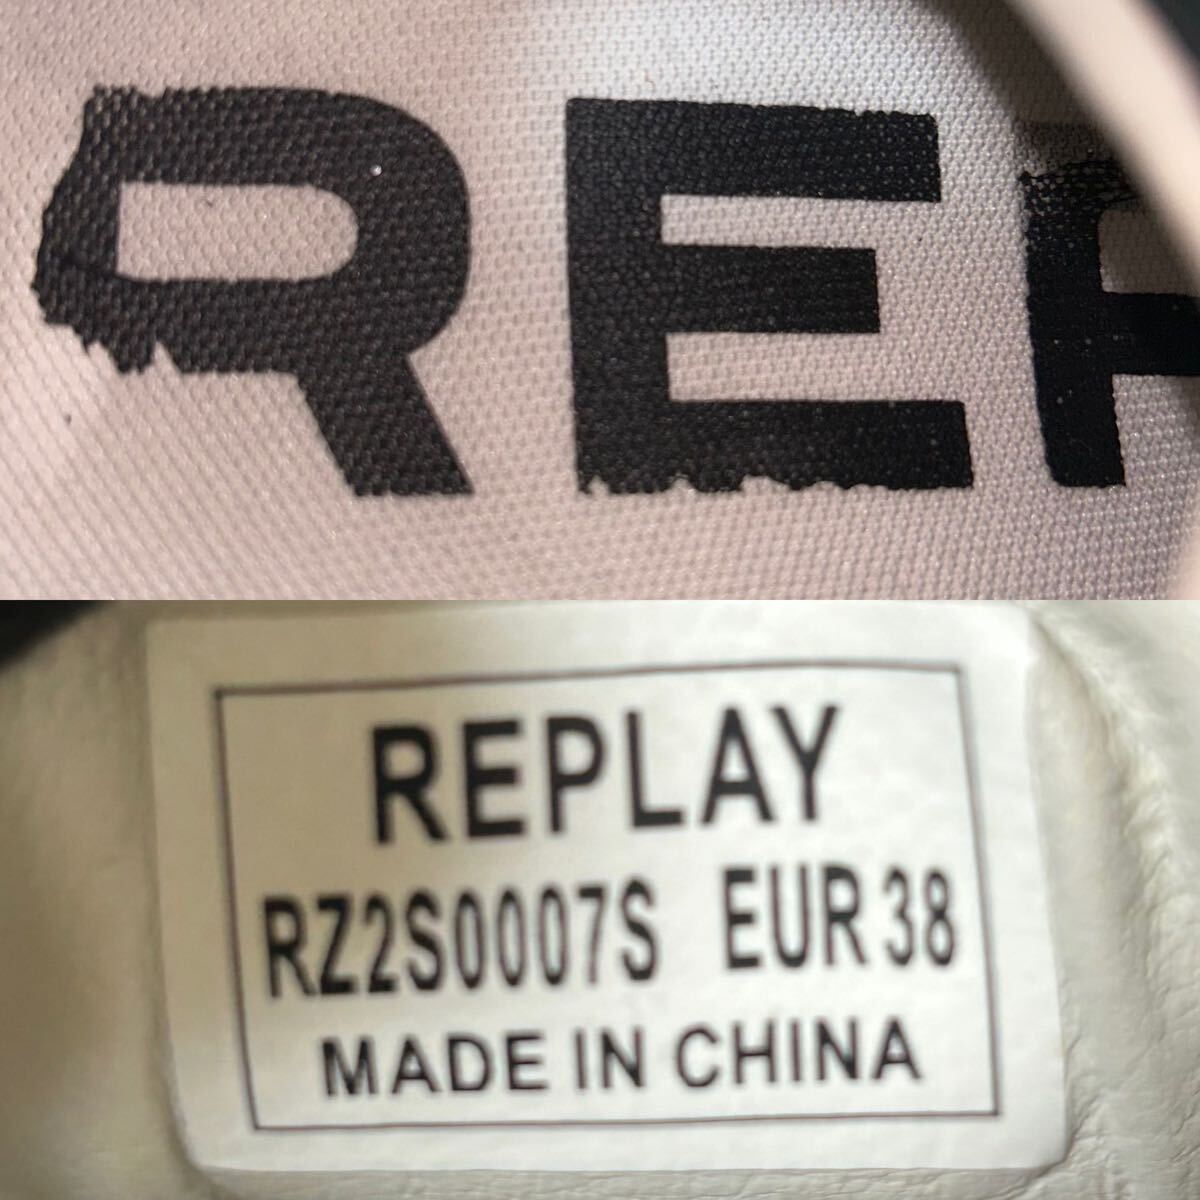 REP
REPLAY
RZ2S0007S EUR 38
MADE IN CHINA